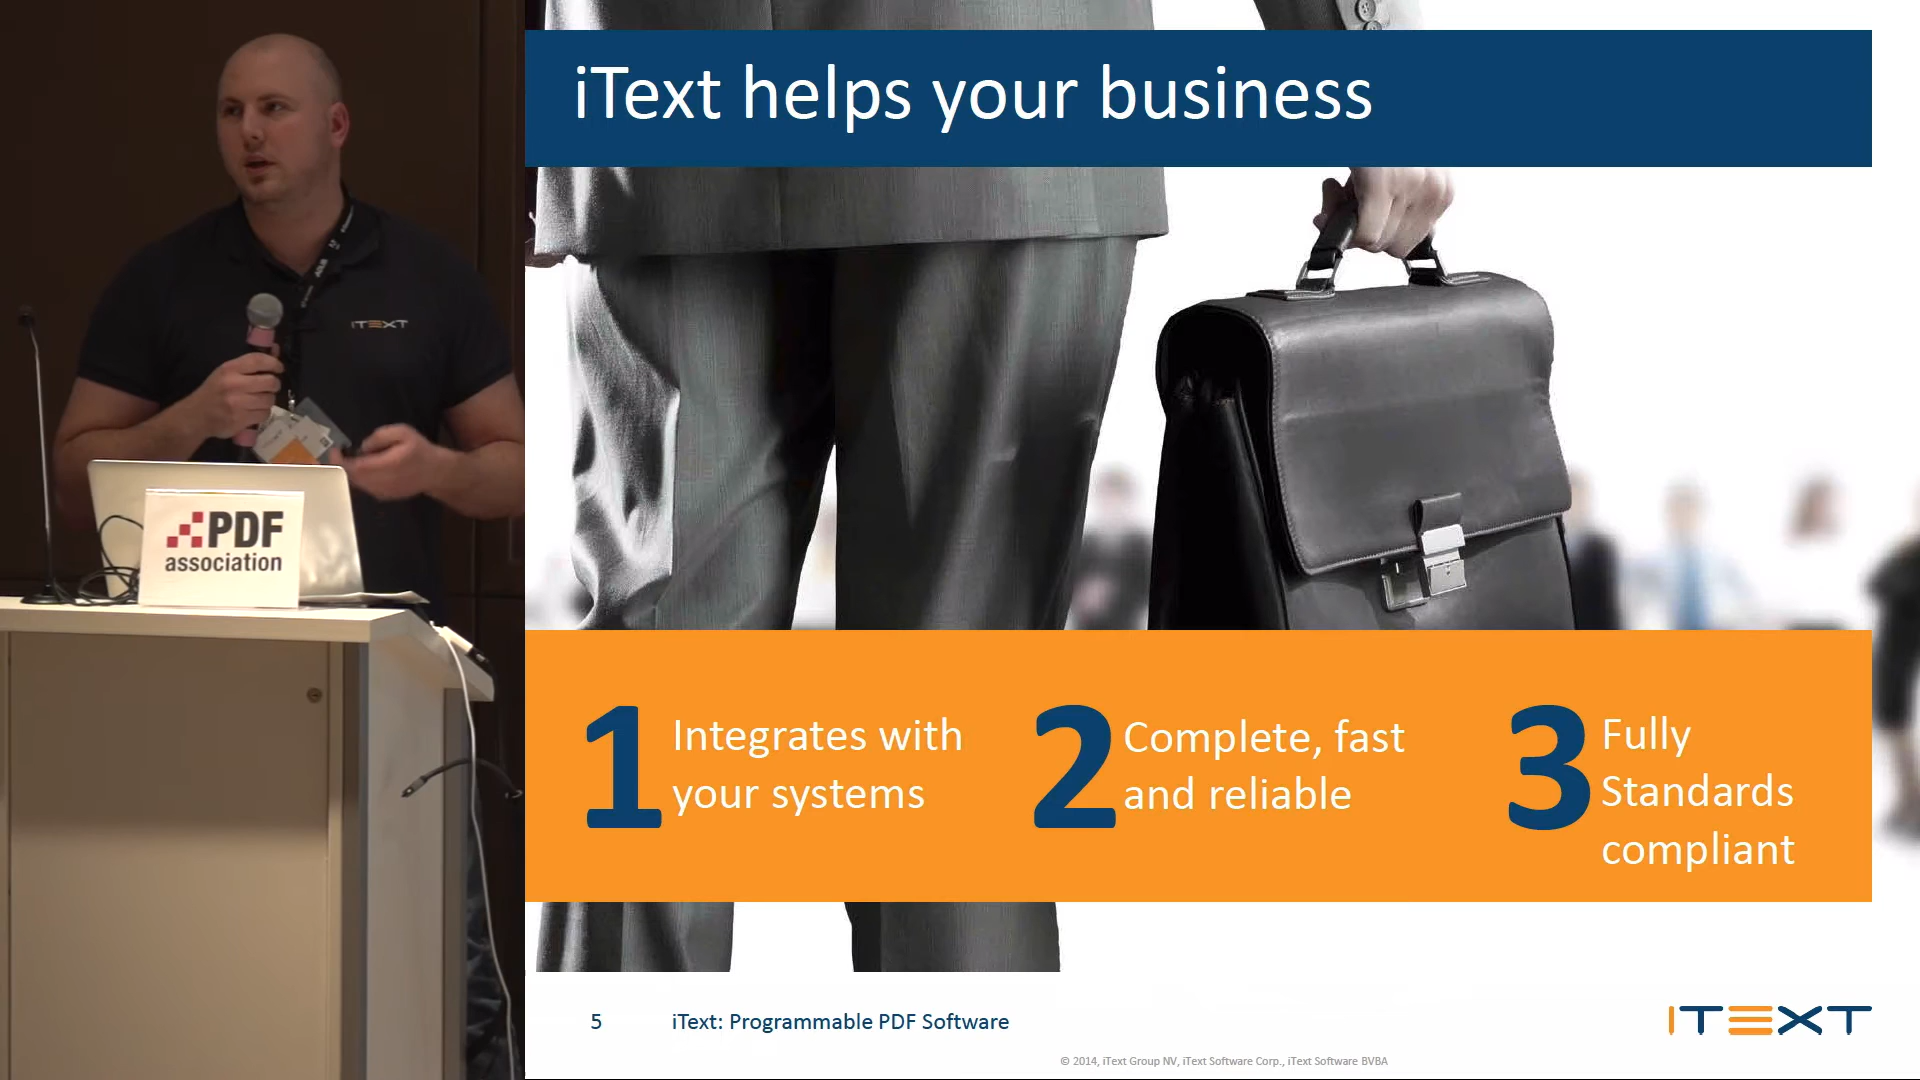 iText helps your business
iTEXT
PDF
association
1
Integrates with
your systems
2
Complete, fast
and reliable
3
Fully
Standards
compliant
5
iText: Programmable PDF Software
iTEXT
© 2014, iText Group NV, iText Software Corp., iText Software BVBA